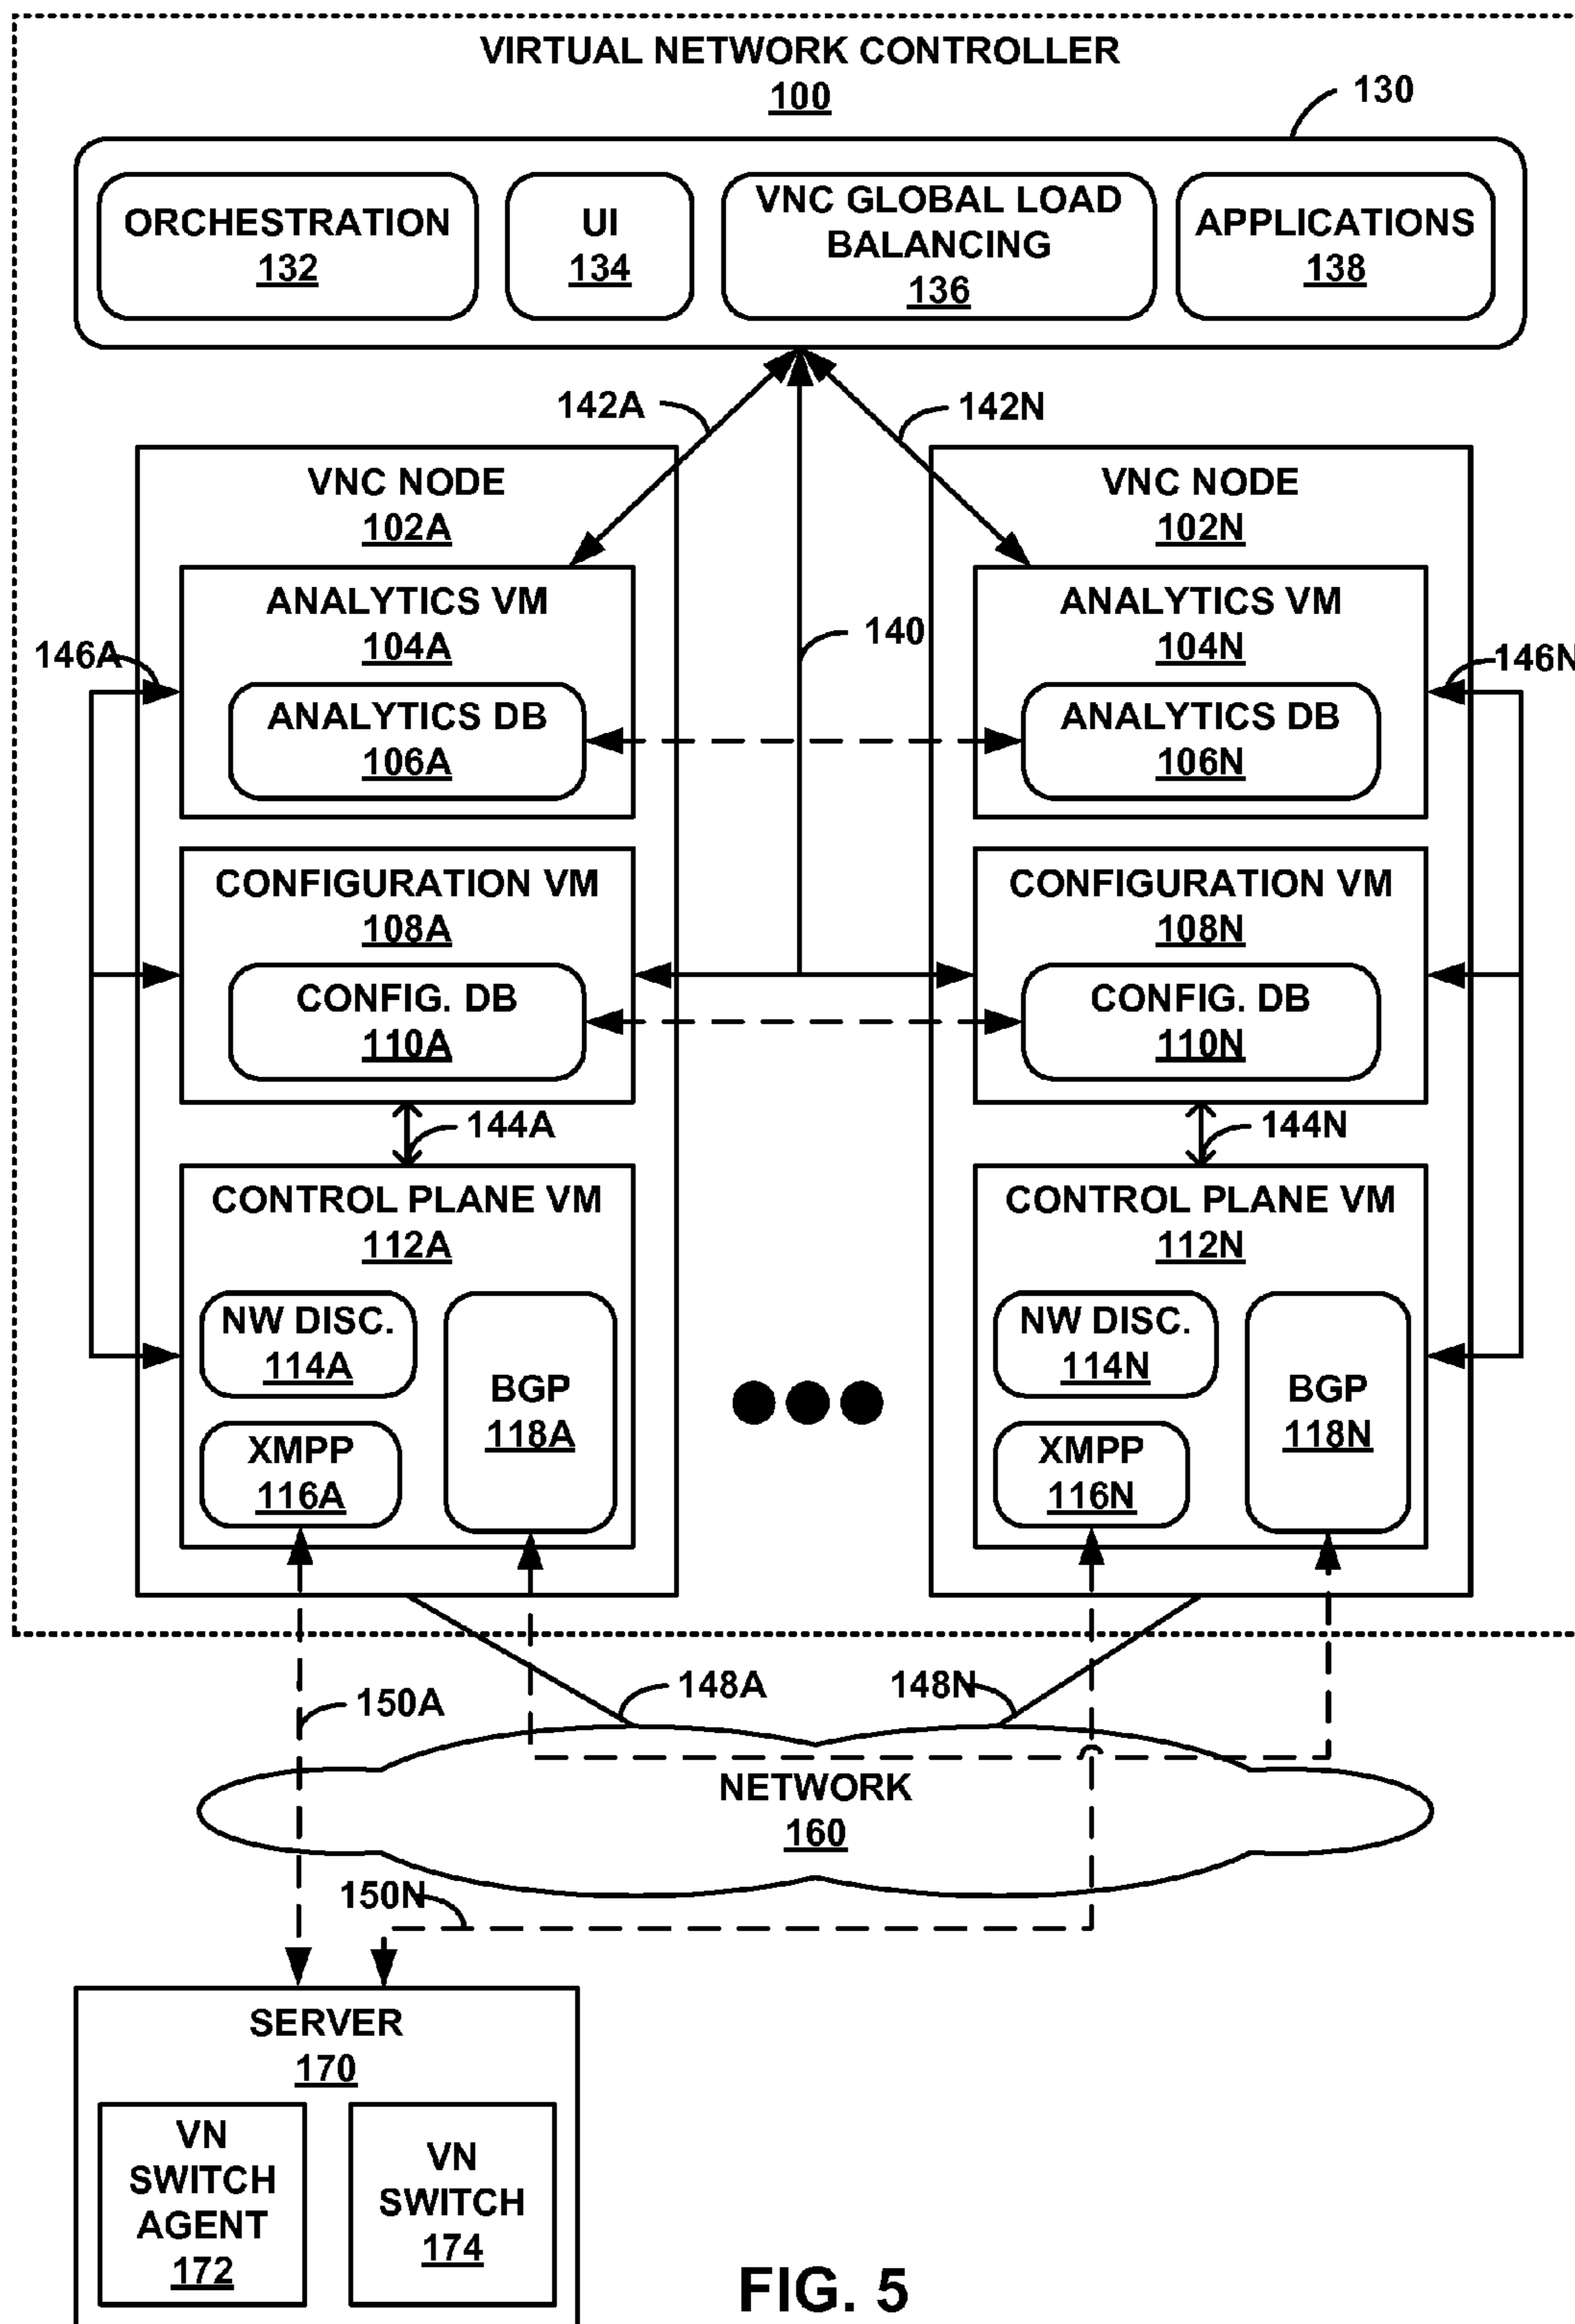 VIRTUAL NETWORK CONTROLLER
100
130
ORCHESTRATION
132
UI
134
VNC GLOBAL LOAD
BALANCING
136
APPLICATIONS
138
142A
142N
140
VNC NODE
102A
ANALYTICS VM
104A
146A
ANALYTICS DB
106A
CONFIGURATION VM
108A
CONFIG. DB
110A
144A
CONTROL PLANE VM
112A
NW DISC.
114A
XMPP
116A
BGP
118A
VNC NODE
102N
ANALYTICS VM
104N
146N
ANALYTICS DB
106N
CONFIGURATION VM
108N
CONFIG. DB
110N
144N
CONTROL PLANE VM
112N
NW DISC.
114N
XMPP
116N
BGP
118N
150A
148A
148N
NETWORK
160
150N
SERVER
170
VN
SWITCH
AGENT
172
VN
SWITCH
174
FIG. 5